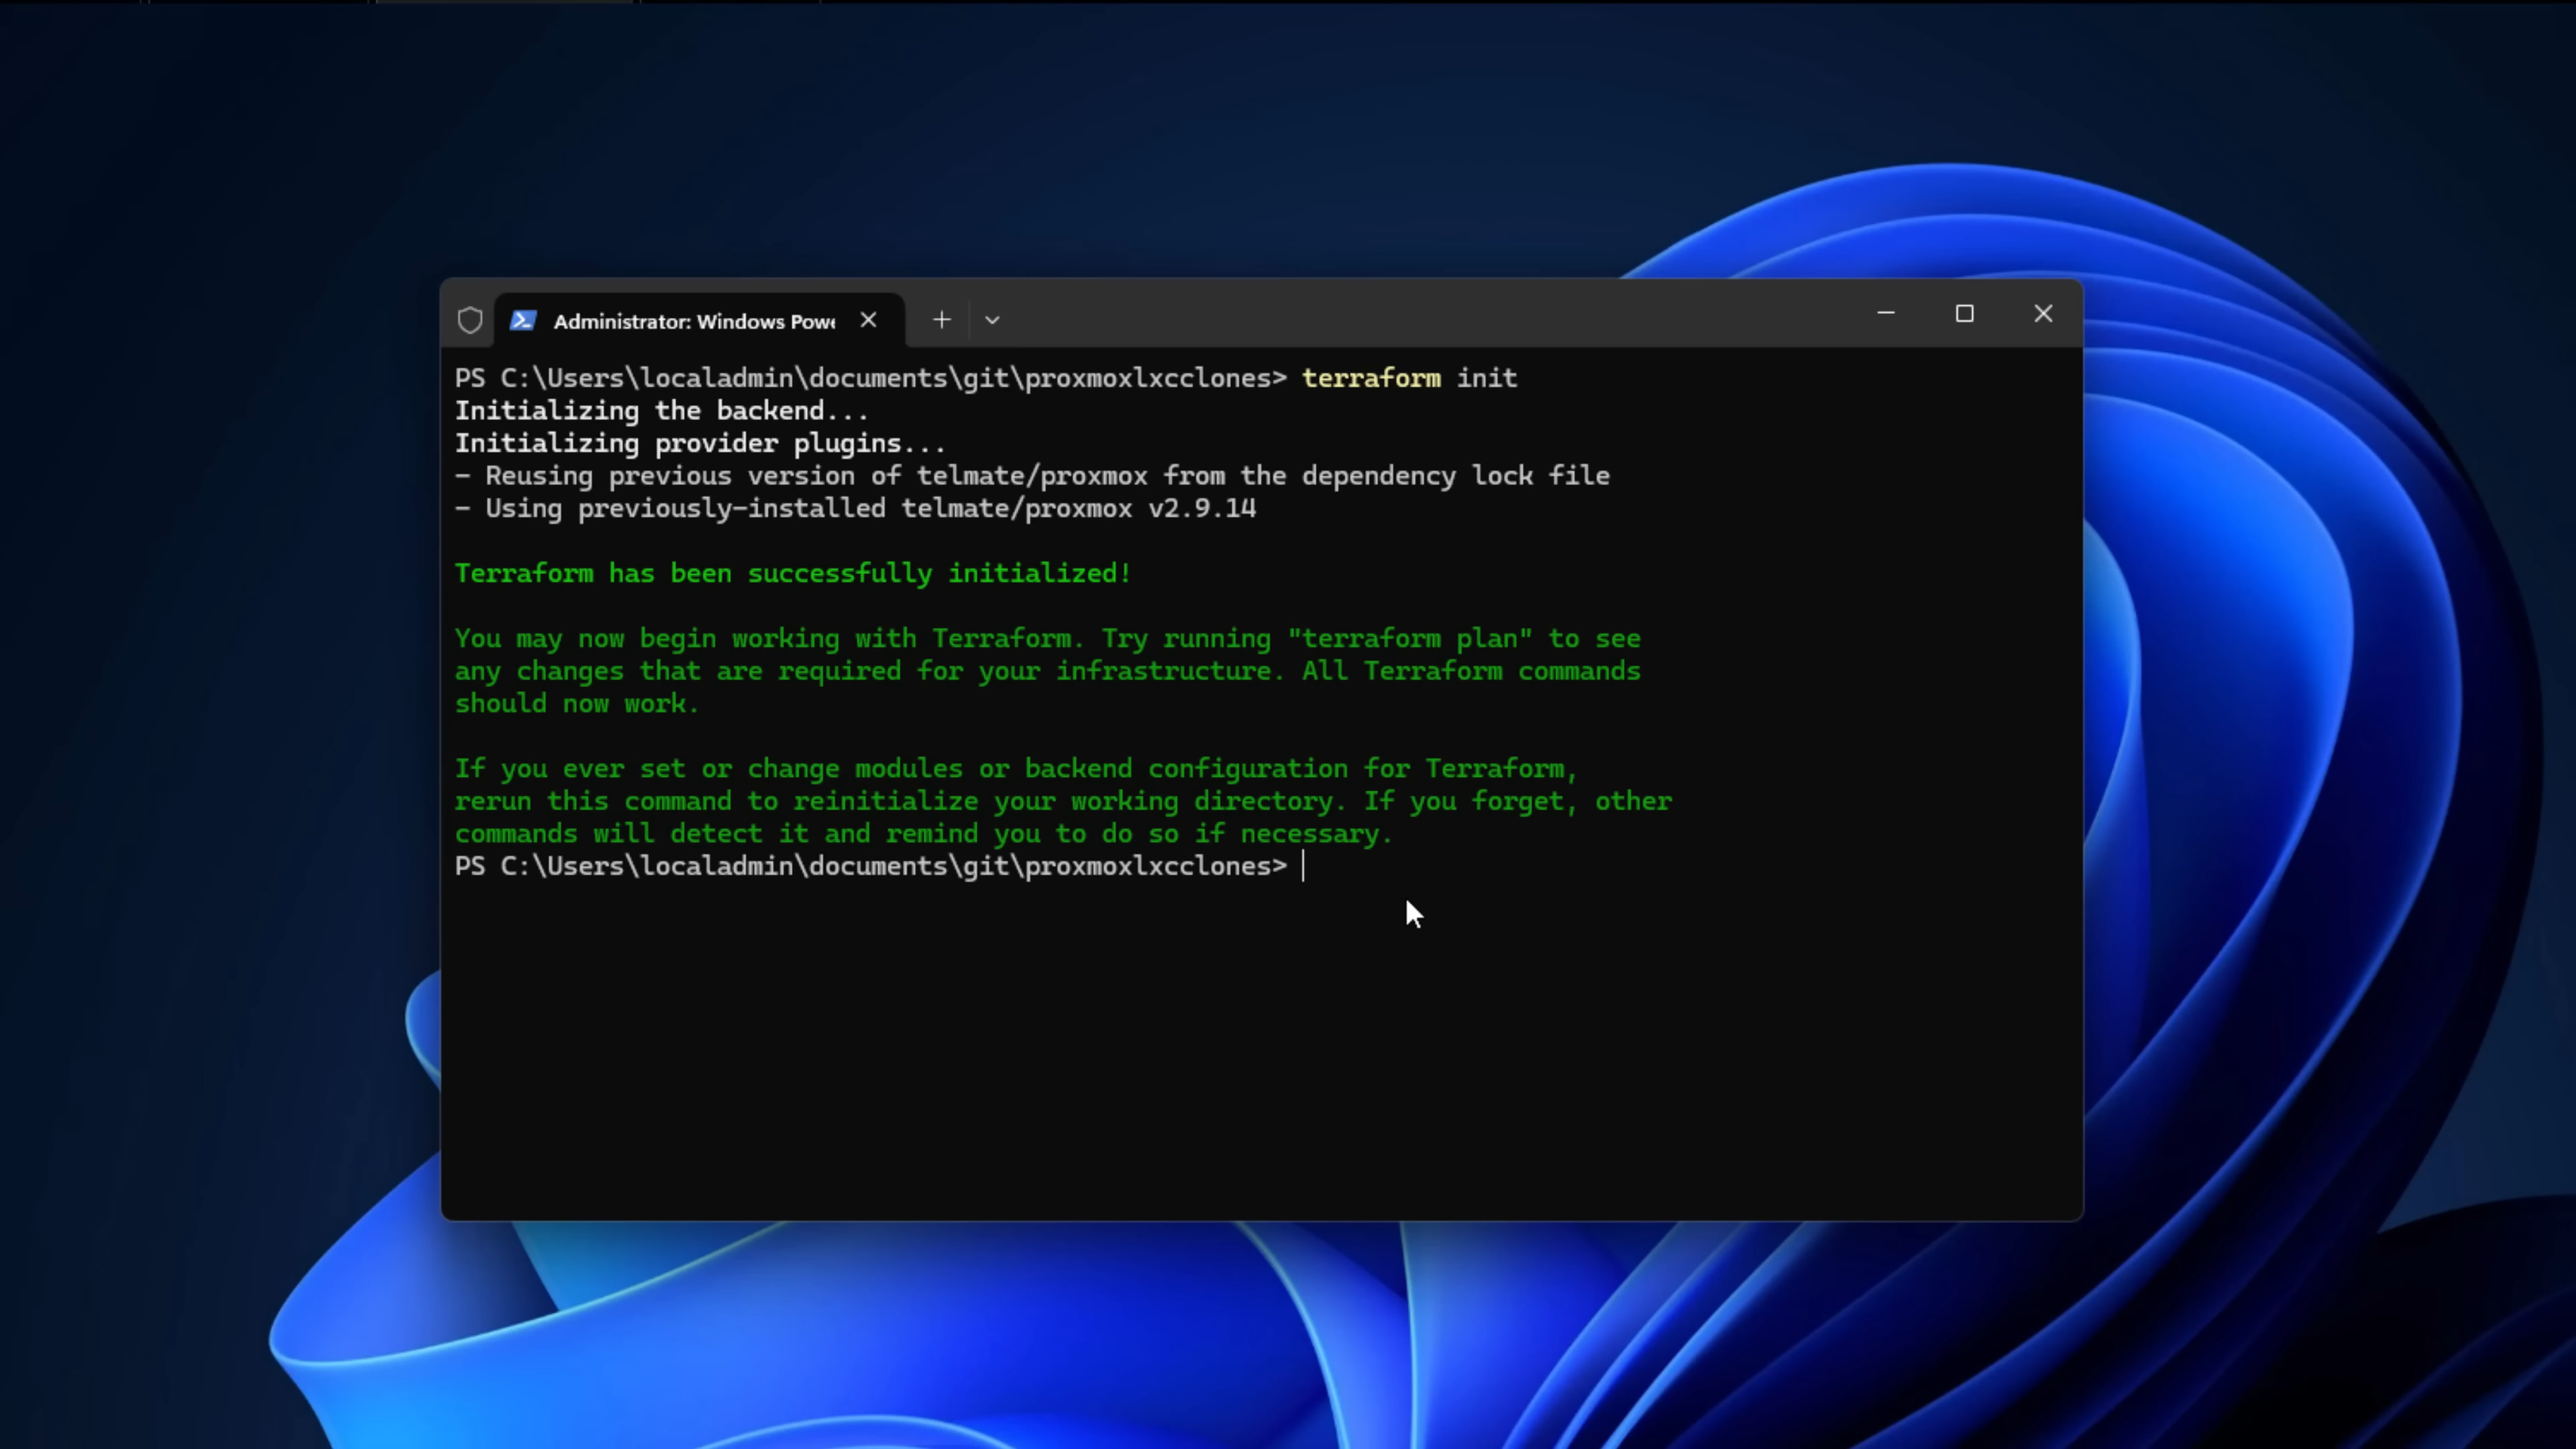 Administrator: Windows Powe
PS C:\Users\localadmin\documents\git\proxmoxlxcclones> terraform init
Initializing the backend...
Initializing provider plugins...
- Reusing previous version of telmate/proxmox from the dependency lock file
- Using previously-installed telmate/proxmox v2.9.14
Terraform has been successfully initialized!
You may now begin working with Terraform. Try running "terraform plan" to see
any changes that are required for your infrastructure. All Terraform commands
should now work.
If you ever set or change modules or backend configuration for Terraform,
rerun this command to reinitialize your working directory. If you forget, other
commands will detect it and remind you to do so if necessary.
PS C:\Users\localadmin\documents\git\proxmoxlxcclones>